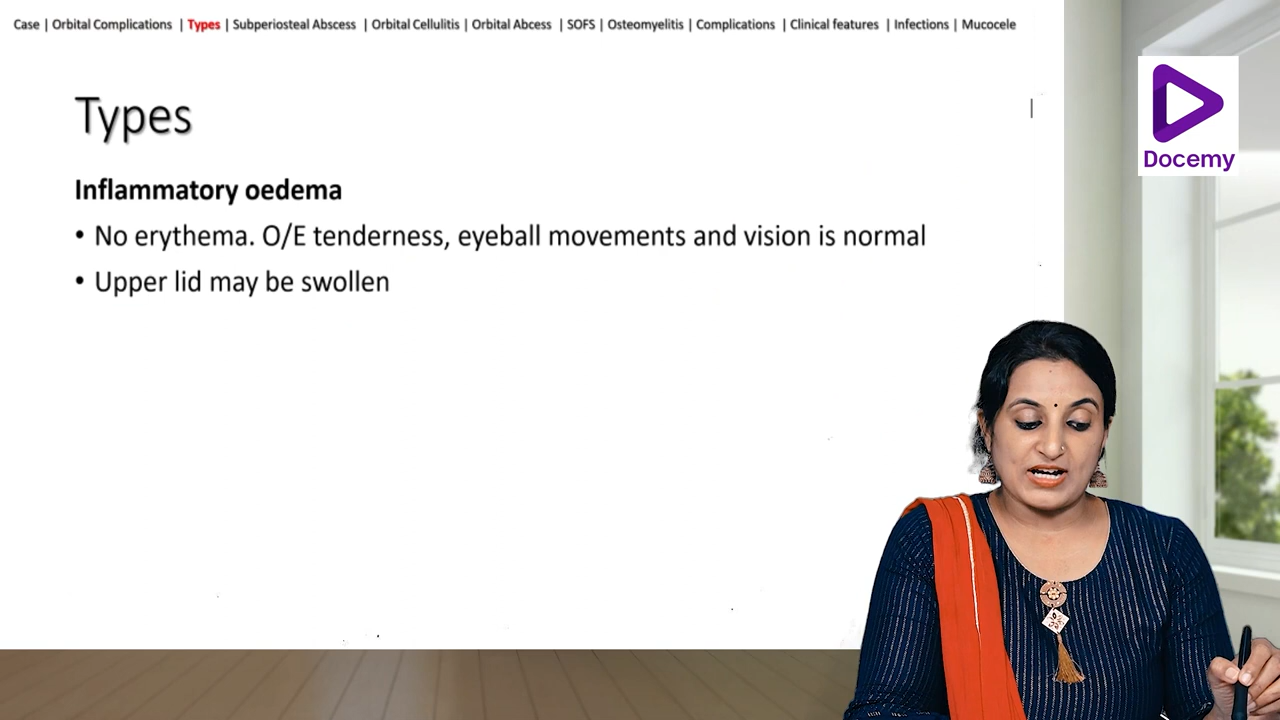 Case | Orbital Complications | Types | Subperiosteal Abscess | Orbital Cellulitis | Orbital Abcess | SOFS | Osteomyelitis | Complications | Clinical features | Infections | Mucocele
Docemy
Types
Inflammatory oedema
• No erythema. O/E tenderness, eyeball movements and vision is normal
• Upper lid may be swollen